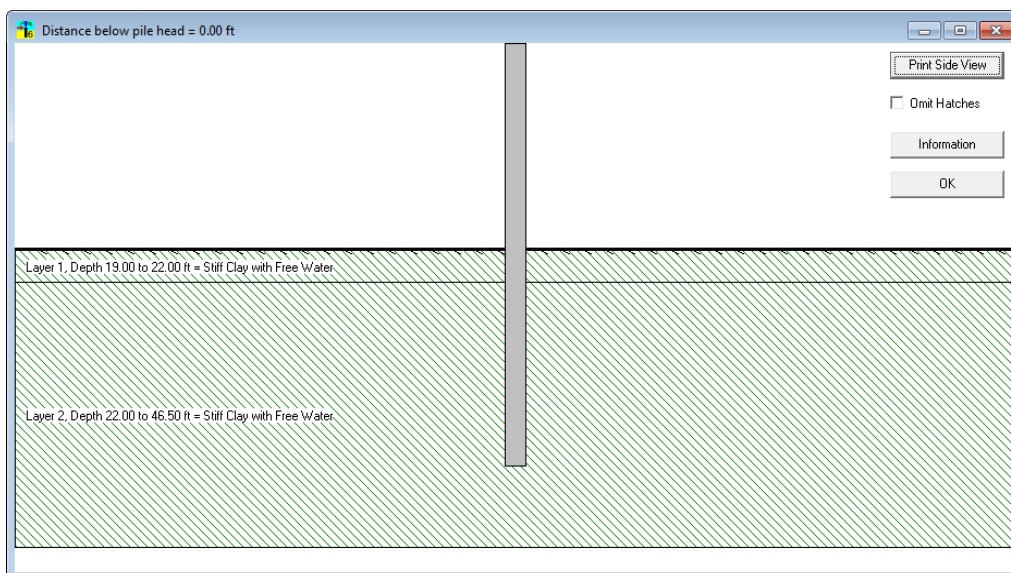 Distance below pile head = 0.00 ft
Print Side View
Omit Hatches
Information
OK
Layer 1, Depth 19.00 to 22.00 ft = Stiff Clay with Free Water
Layer 2, Depth 22.00 to 46.50 ft = Stiff Clay with Free Water